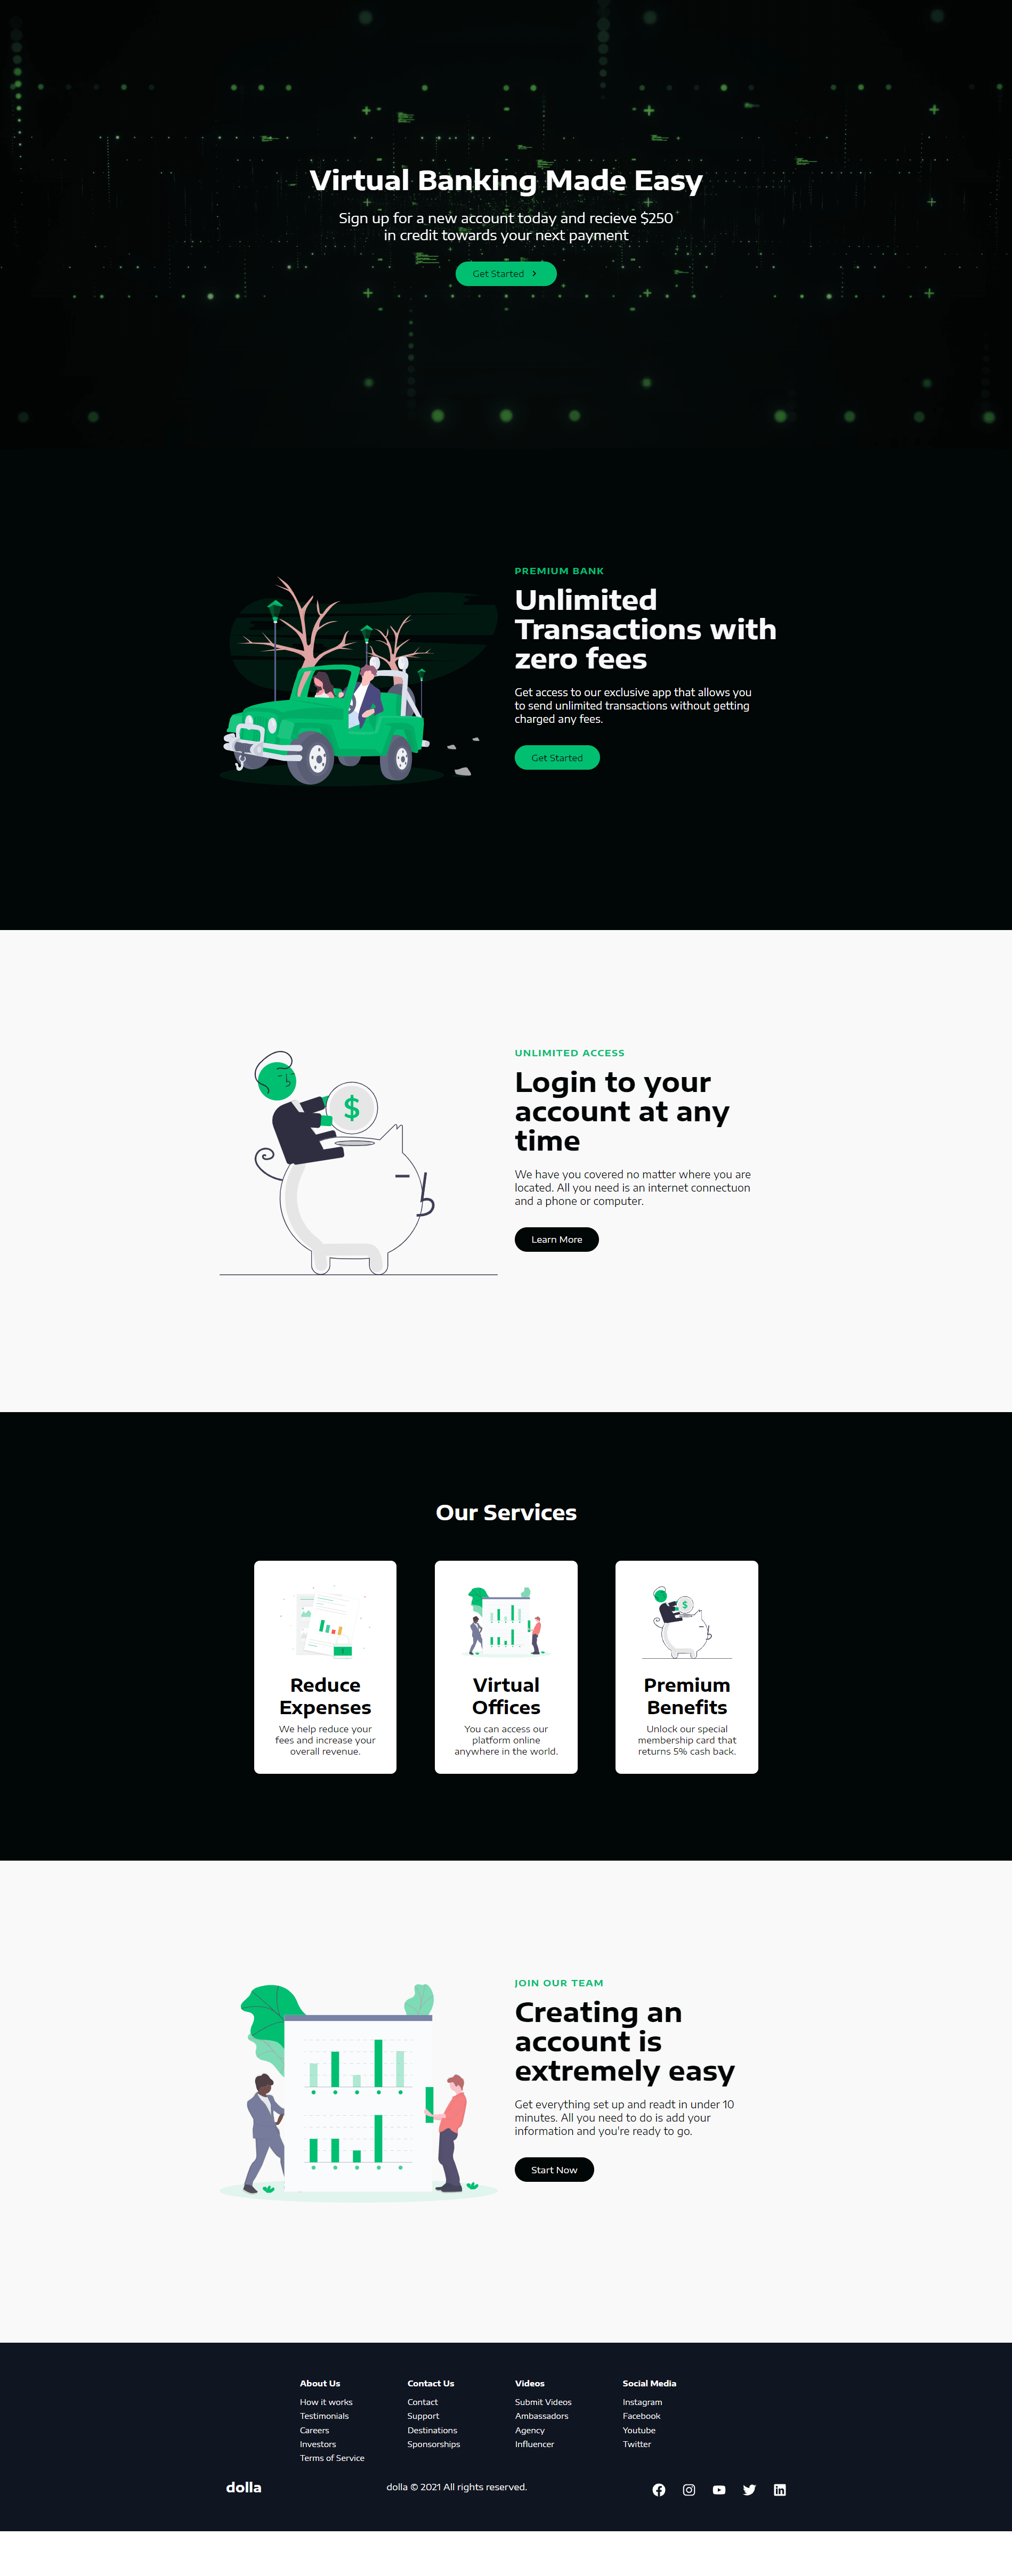 Virtual Banking Made Easy
Sign up for a new account today and recieve $250
in credit towards your next payment
Get Started
PREMIUM BANK
Unlimited
Transactions with
zero fees
Get access to our exclusive app that allows you
to send unlimited transactions without getting
charged any fees.
Get Started
$
UNLIMITED ACCESS
Login to your
account at any
time
We have you covered no matter where you are
located. All you need is an internet connectuon
and a phone or computer.
Learn More
Our Services
Reduce
Expenses
We help reduce your
fees and increase your
overall revenue.
Virtual
Offices
You can access our
platform online
anywhere in the world.
$
Premium
Benefits
Unlock our special
membership card that
returns 5% cash back.
JOIN OUR TEAM
Creating an
account is
extremely easy
Get everything set up and readt in under 10
minutes. All you need to do is add your
information and you're ready to go.
Start Now
About Us
How it works
Testimonials
Careers
Investors
Terms of Service
Contact Us
Contact
Support
Destinations
Sponsorships
Videos
Submit Videos
Ambassadors
Agency
Influencer
Social Media
Instagram
Facebook
Youtube
Twitter
dolla
dolla © 2021 All rights reserved.